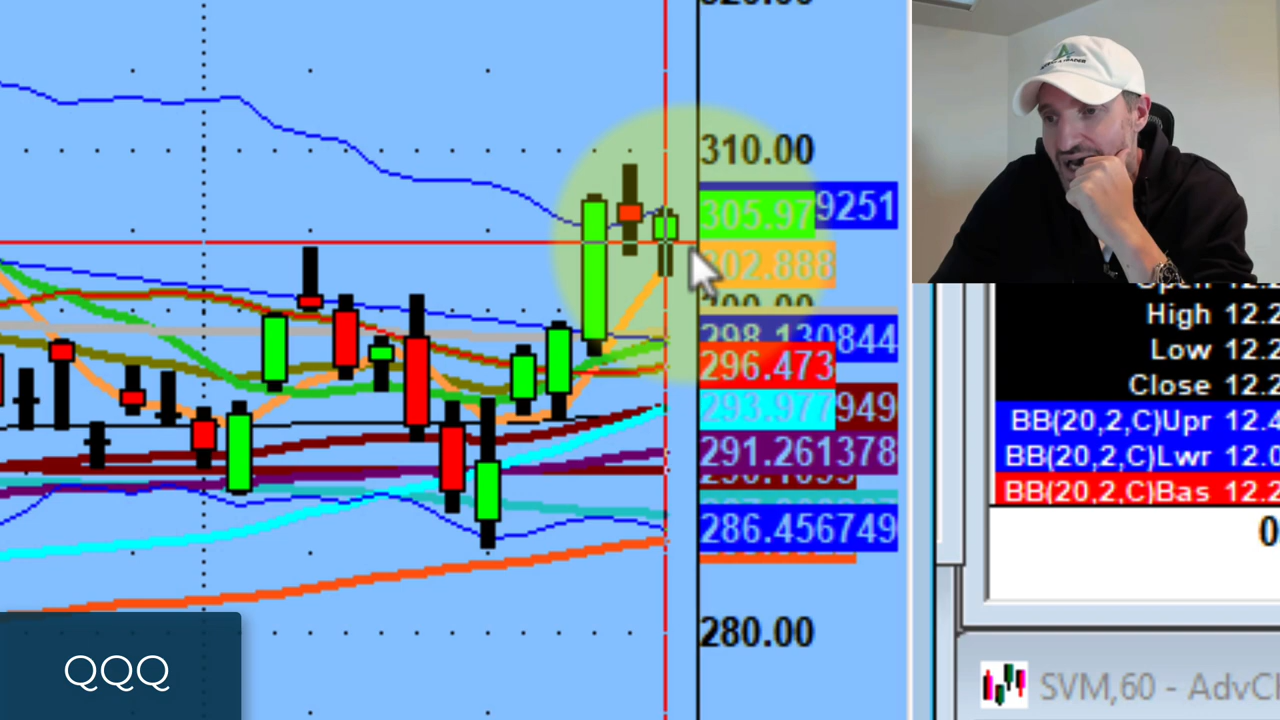 310.00
305.97
9251
302.888
298.130844
296.473
293.977
949
291.261378
286.456749
280.00
QQQ
High 12.2
Low 12.2
Close 12.2
BB(20,2,C)Upr 12.4
BB(20,2,C)Lwr 12.0
BB(20,2,C)Bas 12.2
0
SVM,60 - AdvC